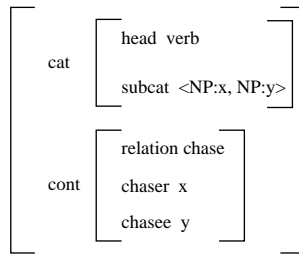 head verb
cat
subcat <NP:x, NP:y>
relation chase
cont chaser x
chasee y